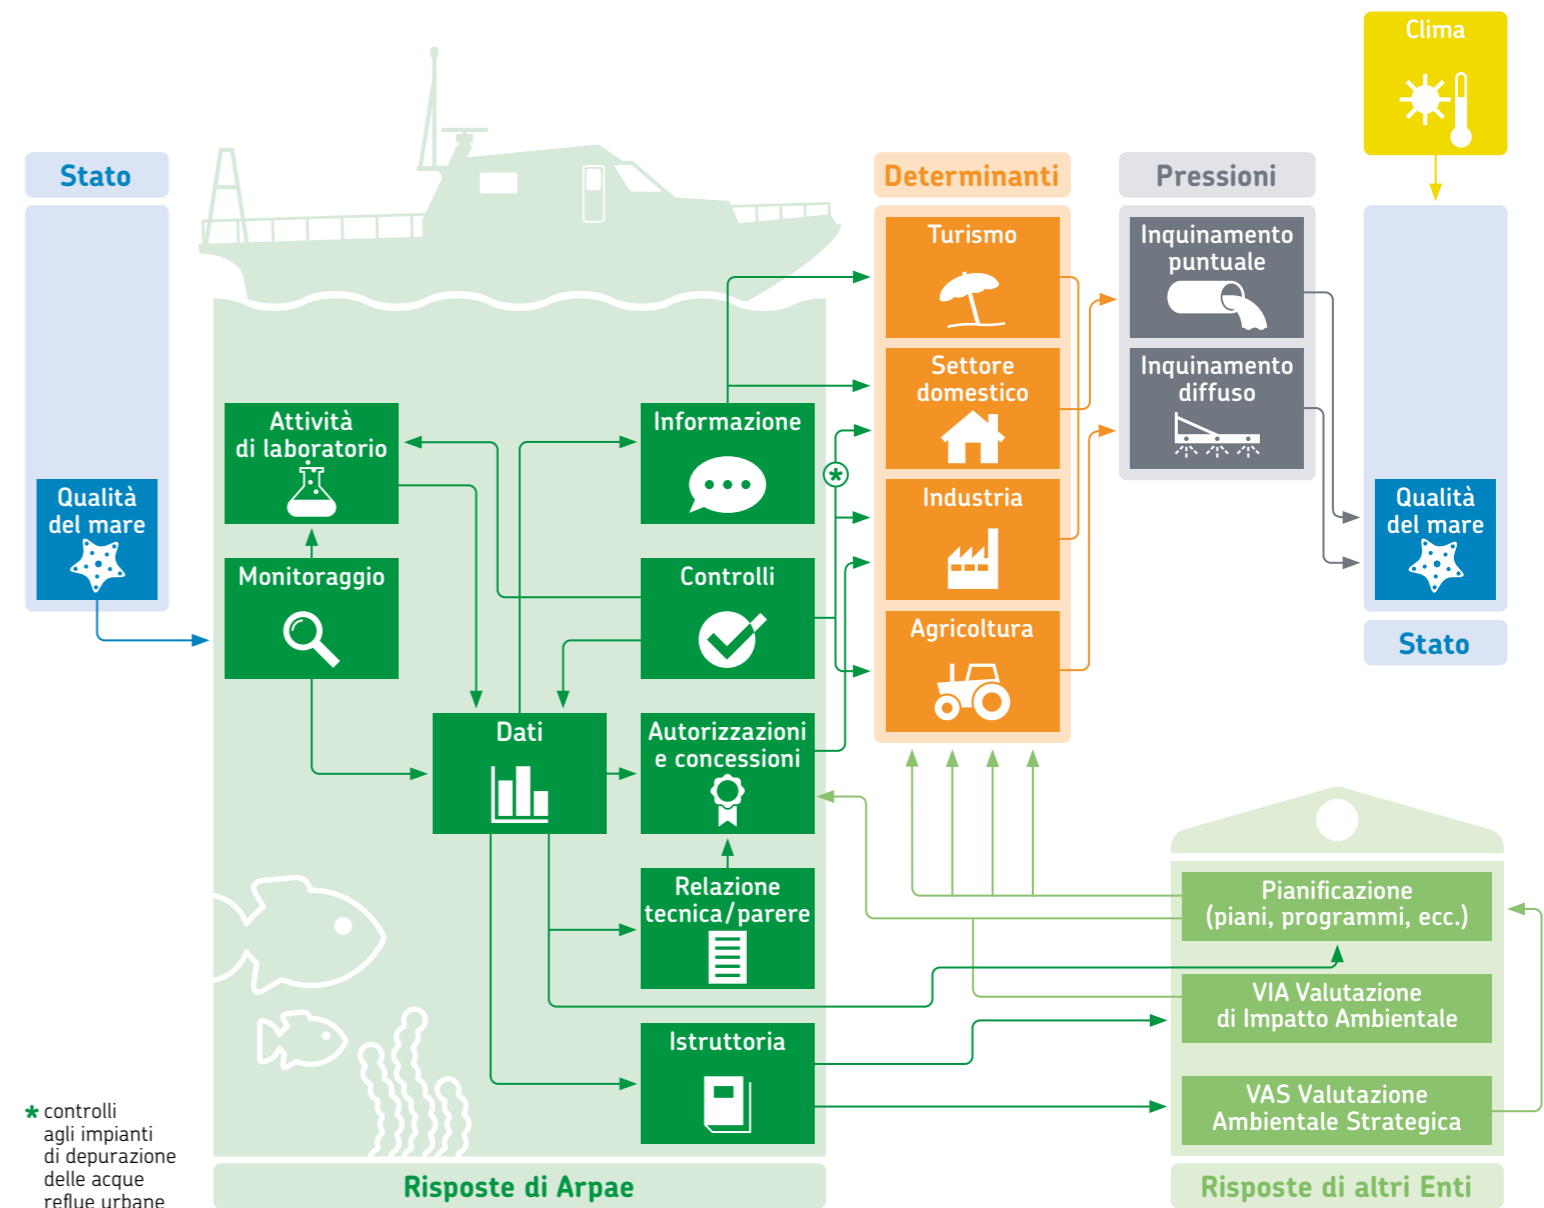 Clima
Stato
Determinanti
Pressioni
Turismo
Inquinamento
puntuale
Settore
domestico
Inquinamento
diffuso
Attività
di laboratorio
Informazione
*
Qualità
del mare
Industria
Qualità
del mare
Monitoraggio
Controlli
Agricoltura
Stato
Dati
Autorizzazioni
e concessioni
Relazione
tecnica/parere
Pianificazione
(piani, programmi, ecc.)
VIA Valutazione
di Impatto Ambientale
Istruttoria
VAS Valutazione
Ambientale Strategica
* controlli
agli impianti
di depurazione
delle acque
reflue urbane
Risposte di Arpae
Risposte di altri Enti